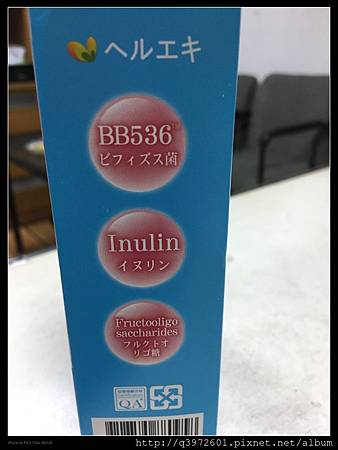 ヘルエキ
BB536
ビフィズス菌
Inulin
イヌリン
Fructooligo
saccharides
フルクトオ
リゴ糖
QA
http://q3972601.pixnet.net/album